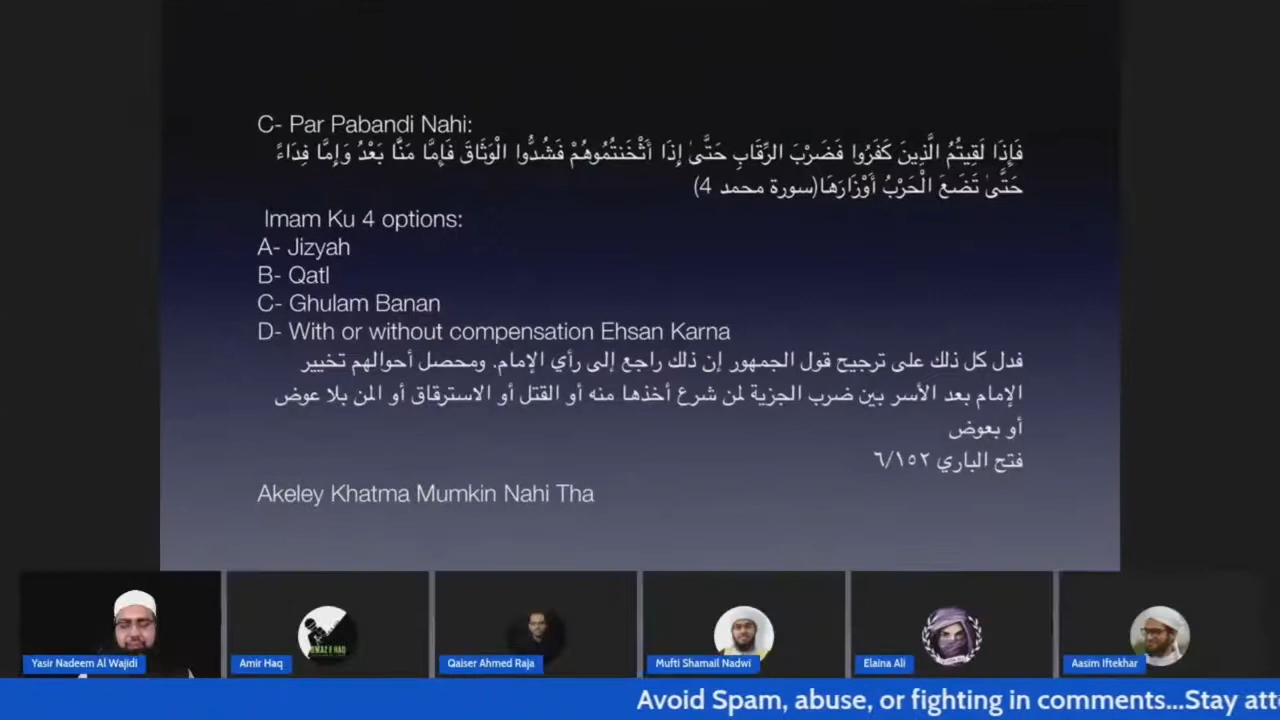 C- Par Pabandi Nahi:
فَإِذَا لَقِيتُمُ الَّذِينَ كَفَرُوا فَضَرْبَ الرِّقَابِ حَتَّىٰ إِذَا أَثْخَنتُمُوهُمْ فَشُدُّوا الْوَثَاقَ فَإِمَّا مَنًّا بَعْدُ وَإِمَّا فِدَاءً
حَتَّىٰ تَضَعَ الْحَرْبُ أَوْزَارَهَا(سورة محمد 4)
Imam Ku 4 options:
A- Jizyah
B- Qatl
C- Ghulam Banan
D- With or without compensation Ehsan Karna
فدل كل ذلك على ترجيح قول الجمهور إن ذلك راجع إلى رأي الإمام. ومحصل أحوالهم تخيير
الإمام بعد الأسر بين ضرب الجزية لمن شرع أخذها منه أو القتل أو الاسترقاق أو المن بلا عوض
أو بعوض
فتح الباري ٦/١٥٢
Akeley Khatma Mumkin Nahi Tha
Yasir Nadeem Al Wajidi
Amir Haq
Qaiser Ahmed Raja
Mufti Shamail Nadwi
Elaina Ali
Aasim Iftekhar
Avoid Spam, abuse, or fighting in comments...Stay att